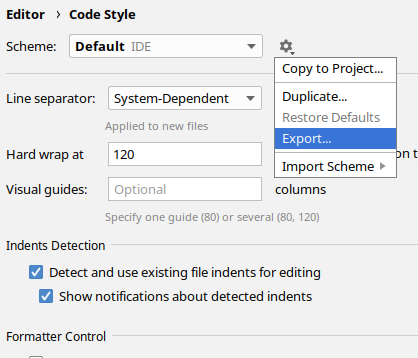 Editor › Code Style
Scheme: Default IDE
Copy to Project...
Line separator: System-Dependent
Duplicate...
Applied to new files
Restore Defaults
Export...
Hard wrap at 120
Import Scheme
Visual guides: Optional columns
Specify one guide (80) or several (80, 120)
Indents Detection
Detect and use existing file indents for editing
Show notifications about detected indents
Formatter Control